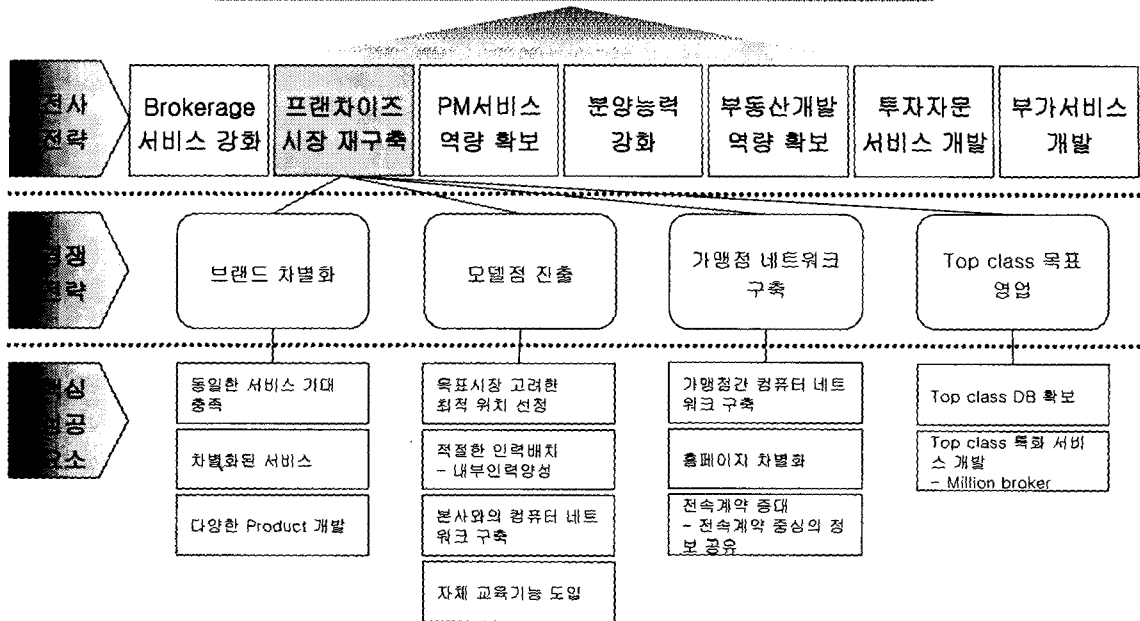 전사
전략
Brokerage
서비스 강화
프랜차이즈
시장 재구축
PM서비스
역량 확보
분양능력
강화
부동산개발
역량 확보
투자자문
서비스 개발
부가서비스
개발
경쟁
전략
브랜드 차별화
모델점 진출
가맹점 네트워크
구축
Top class 목표
영업
핵심
성공
요소
동일한 서비스 기대
충족
차별화된 서비스
다양한 Product 개발
목표시장 고려한
최적 위치 선정
적절한 인력배치
- 내부인력양성
본사와의 컴퓨터 네트
워크 구축
자체 교육기능 도입
가맹점간 컴퓨터 네트
워크 구축
홈페이지 차별화
전속계약 증대
- 전속계약 중심의 정
보 공유
Top class DB 확보
Top class 특화 서비
스 개발
- Million broker